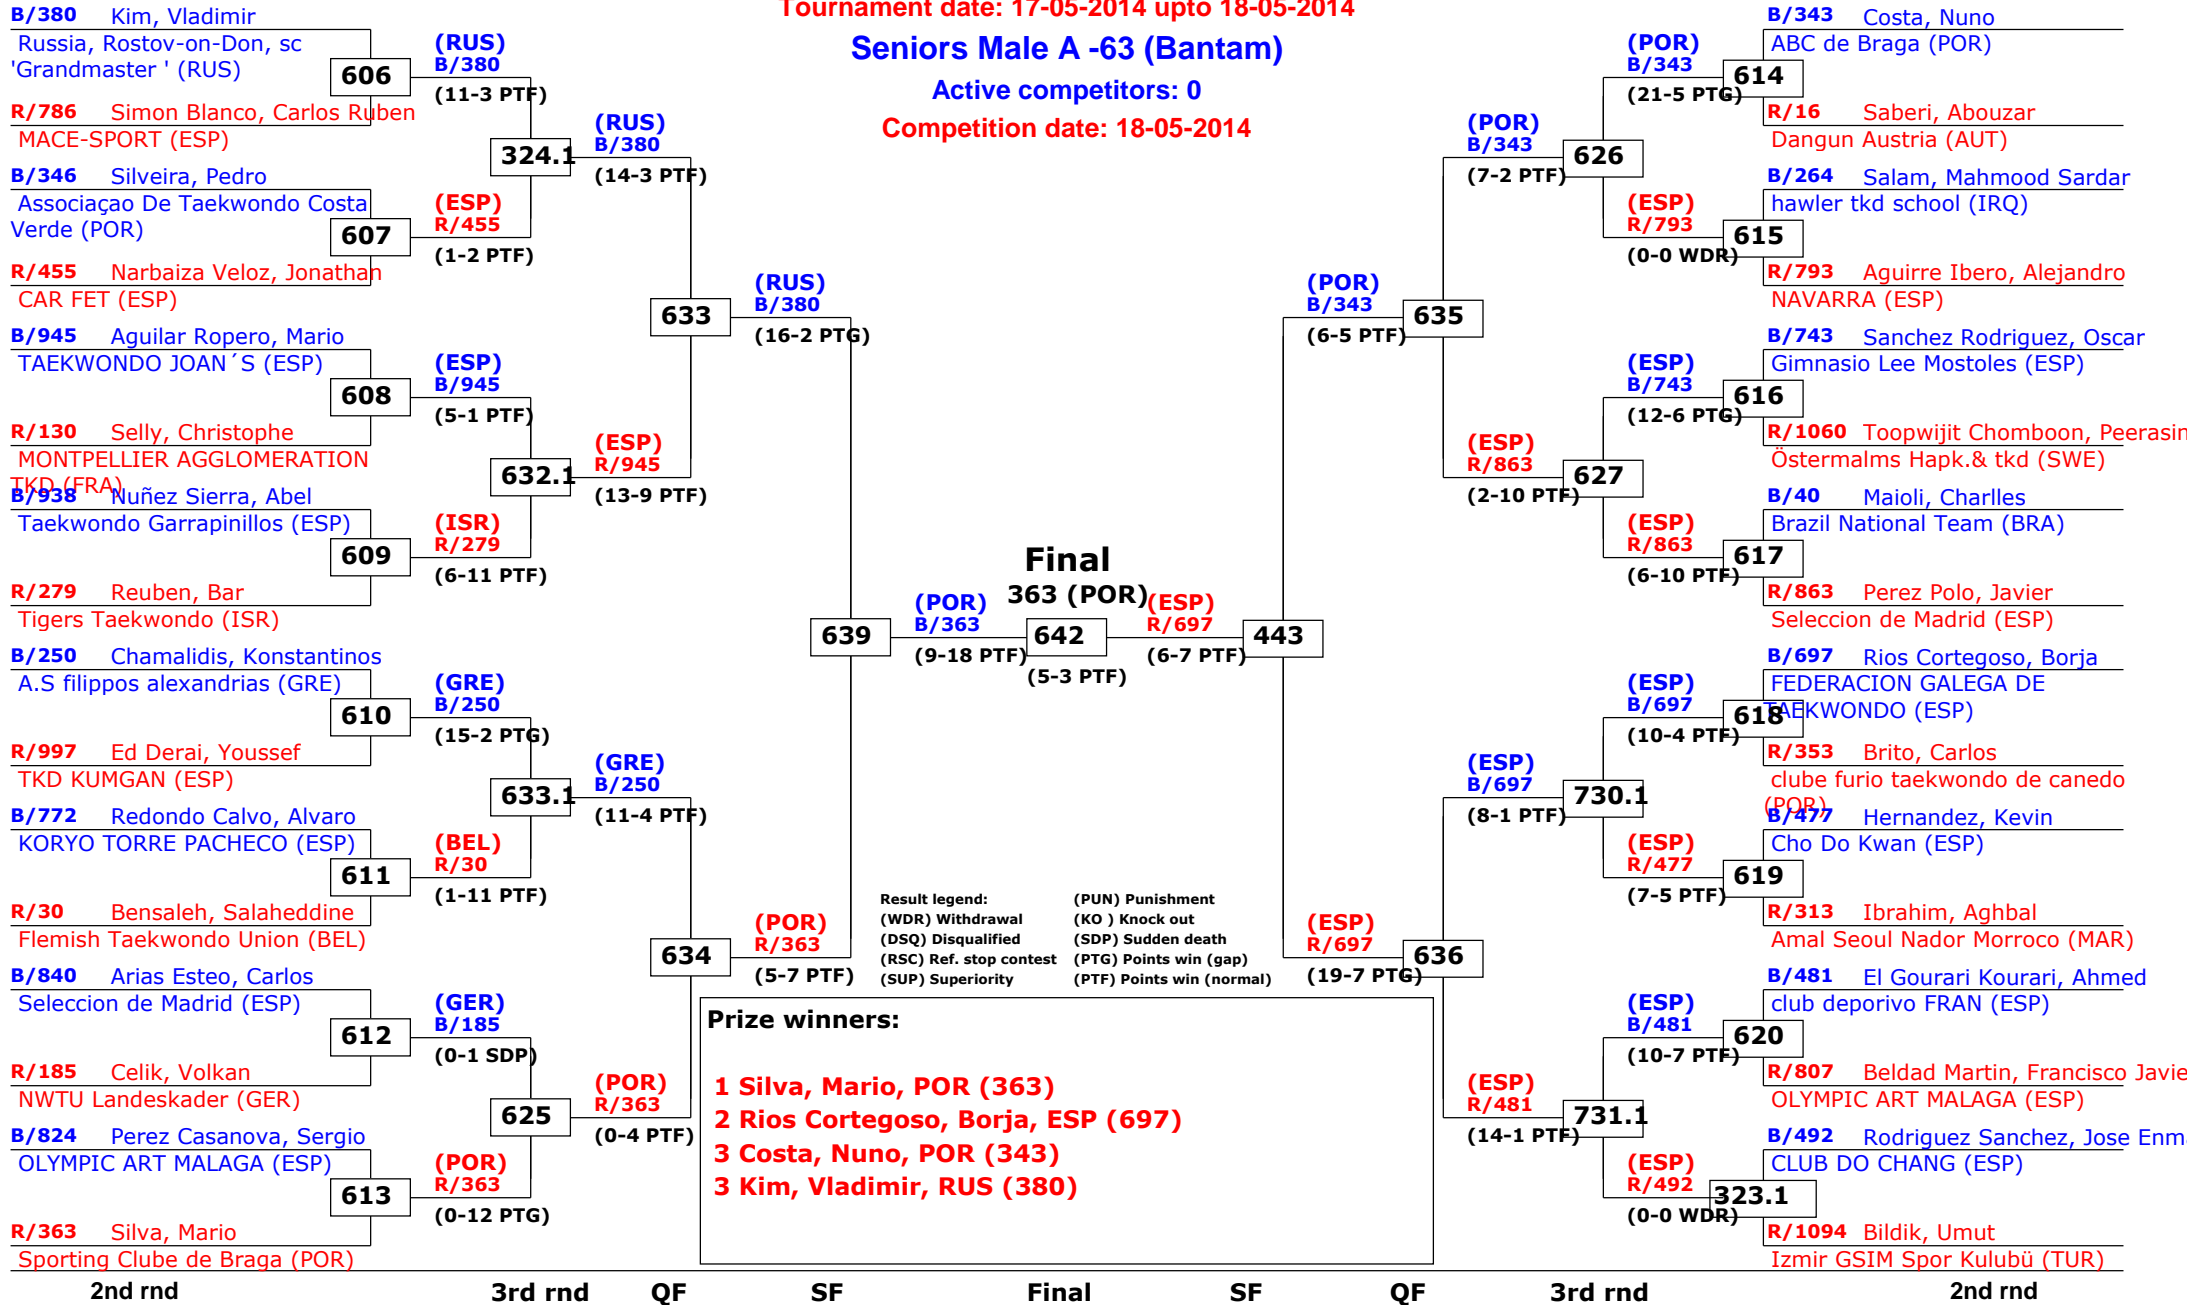 Tournament date: 17-05-2014 upto 18-05-2014
Seniors Male A -63 (Bantam)
Active competitors: 0
Competition date: 18-05-2014
B/380 Kim, Vladimir
Russia, Rostov-on-Don, sc
'Grandmaster ' (RUS)
606
R/786 Simon Blanco, Carlos Ruben
MACE-SPORT (ESP)
B/346 Silveira, Pedro
Associaçao De Taekwondo Costa
Verde (POR)
607
R/455 Narbaiza Veloz, Jonathan
CAR FET (ESP)
B/945 Aguilar Ropero, Mario
TAEKWONDO JOAN´S (ESP)
608
R/130 Selly, Christophe
MONTPELLIER AGGLOMERATION
TKD (FRA)
B/938 Nuñez Sierra, Abel
Taekwondo Garrapinillos (ESP)
609
R/279 Reuben, Bar
Tigers Taekwondo (ISR)
B/250 Chamalidis, Konstantinos
A.S filippos alexandrias (GRE)
610
R/997 Ed Derai, Youssef
TKD KUMGAN (ESP)
B/772 Redondo Calvo, Alvaro
KORYO TORRE PACHECO (ESP)
611
R/30 Bensaleh, Salaheddine
Flemish Taekwondo Union (BEL)
B/840 Arias Esteo, Carlos
Seleccion de Madrid (ESP)
612
R/185 Celik, Volkan
NWTU Landeskader (GER)
B/824 Perez Casanova, Sergio
OLYMPIC ART MALAGA (ESP)
613
R/363 Silva, Mario
Sporting Clube de Braga (POR)
(RUS)
B/380
(11-3 PTF)
324.1
(ESP)
R/455
(1-2 PTF)
(ESP)
B/945
(5-1 PTF)
632.1
(ISR)
R/279
(6-11 PTF)
(GRE)
B/250
(15-2 PTG)
633.1
(BEL)
R/30
(1-11 PTF)
(GER)
B/185
(0-1 SDP)
625
(POR)
R/363
(0-12 PTG)
(RUS)
B/380
(14-3 PTF)
633
(ESP)
R/945
(13-9 PTF)
(GRE)
B/250
(11-4 PTF)
634
(POR)
R/363
(0-4 PTF)
(RUS)
B/380
(16-2 PTG)
639
(POR)
R/363
(5-7 PTF)
Final
363 (POR)
(POR)
B/363
(9-18 PTF)
642
(5-3 PTF)
(ESP)
R/697
(6-7 PTF)
443
(POR)
B/343
(6-5 PTF)
(ESP)
R/697
(19-7 PTG)
(POR)
B/343
(7-2 PTF)
635
(ESP)
R/863
(2-10 PTF)
(ESP)
B/697
(8-1 PTF)
636
(ESP)
R/481
(14-1 PTF)
(POR)
B/343
(21-5 PTG)
626
(ESP)
R/793
(0-0 WDR)
(ESP)
B/743
(12-6 PTG)
627
(ESP)
R/863
(6-10 PTF)
(ESP)
B/697
(10-4 PTF)
730.1
(ESP)
R/477
(7-5 PTF)
(ESP)
B/481
(10-7 PTF)
731.1
(ESP)
R/492
(0-0 WDR)
B/343 Costa, Nuno
ABC de Braga (POR)
614
R/16 Saberi, Abouzar
Dangun Austria (AUT)
B/264 Salam, Mahmood Sardar
hawler tkd school (IRQ)
615
R/793 Aguirre Ibero, Alejandro
NAVARRA (ESP)
B/743 Sanchez Rodriguez, Oscar
Gimnasio Lee Mostoles (ESP)
616
R/1060 Toopwijit Chomboon, Peerasin
Östermalms Hapk.& tkd (SWE)
B/40 Maioli, Charlles
Brazil National Team (BRA)
617
R/863 Perez Polo, Javier
Seleccion de Madrid (ESP)
B/697 Rios Cortegoso, Borja
FEDERACION GALEGA DE
TAEKWONDO (ESP)
618
R/353 Brito, Carlos
clube furio taekwondo de canedo
(POR)
B/477 Hernandez, Kevin
Cho Do Kwan (ESP)
619
R/313 Ibrahim, Aghbal
Amal Seoul Nador Morroco (MAR)
B/481 El Gourari Kourari, Ahmed
club deporivo FRAN (ESP)
620
R/807 Beldad Martin, Francisco Javie
OLYMPIC ART MALAGA (ESP)
B/492 Rodriguez Sanchez, Jose Enm
CLUB DO CHANG (ESP)
323.1
R/1094 Bildik, Umut
Izmir GSIM Spor Kulubü (TUR)
Result legend: (PUN) Punishment
(WDR) Withdrawal (KO ) Knock out
(DSQ) Disqualified (SDP) Sudden death
(RSC) Ref. stop contest (PTG) Points win (gap)
(SUP) Superiority (PTF) Points win (normal)
Prize winners:
1 Silva, Mario, POR (363)
2 Rios Cortegoso, Borja, ESP (697)
3 Costa, Nuno, POR (343)
3 Kim, Vladimir, RUS (380)
2nd rnd 3rd rnd QF SF Final SF QF 3rd rnd 2nd rnd